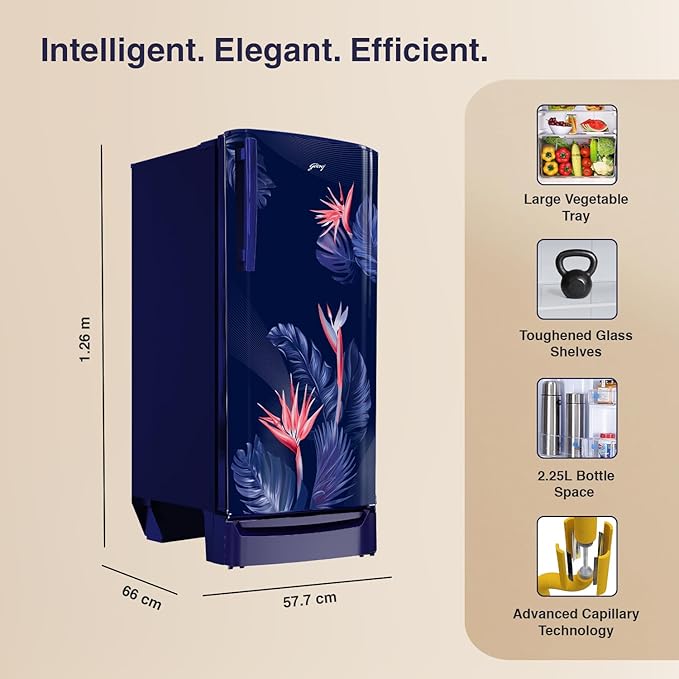 Intelligent. Elegant. Efficient.
Godrej
1.26 m
66 cm
57.7 cm
Large Vegetable
Tray
Toughened Glass
Shelves
2.25L Bottle
Space
Advanced Capillary
Technology